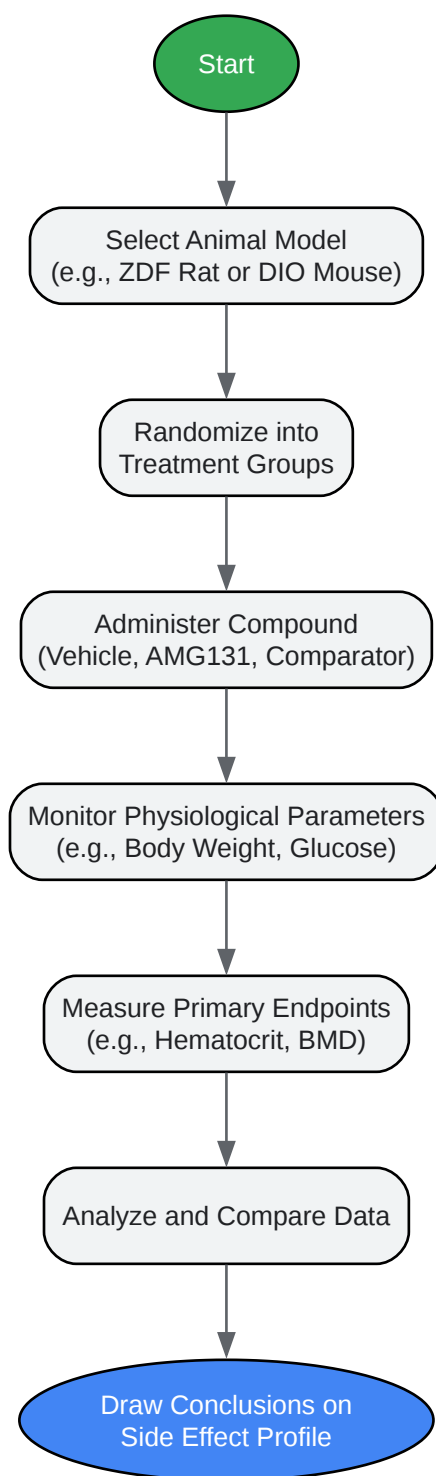 Start
Select Animal Model
(e.g., ZDF Rat or DIO Mouse)
Randomize into
Treatment Groups
Administer Compound
(Vehicle, AMG131, Comparator)
Monitor Physiological Parameters
(e.g., Body Weight, Glucose)
Measure Primary Endpoints
(e.g., Hematocrit, BMD)
Analyze and Compare Data
Draw Conclusions on
Side Effect Profile